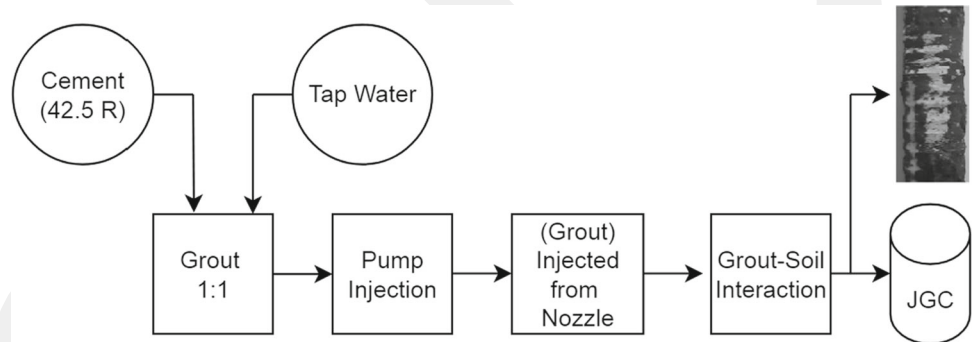 Cement
(42.5 R)
Tap Water
Grout
1:1
Pump
Injection
(Grout)
Injected
from
Nozzle
Grout-Soil
Interaction
JGC